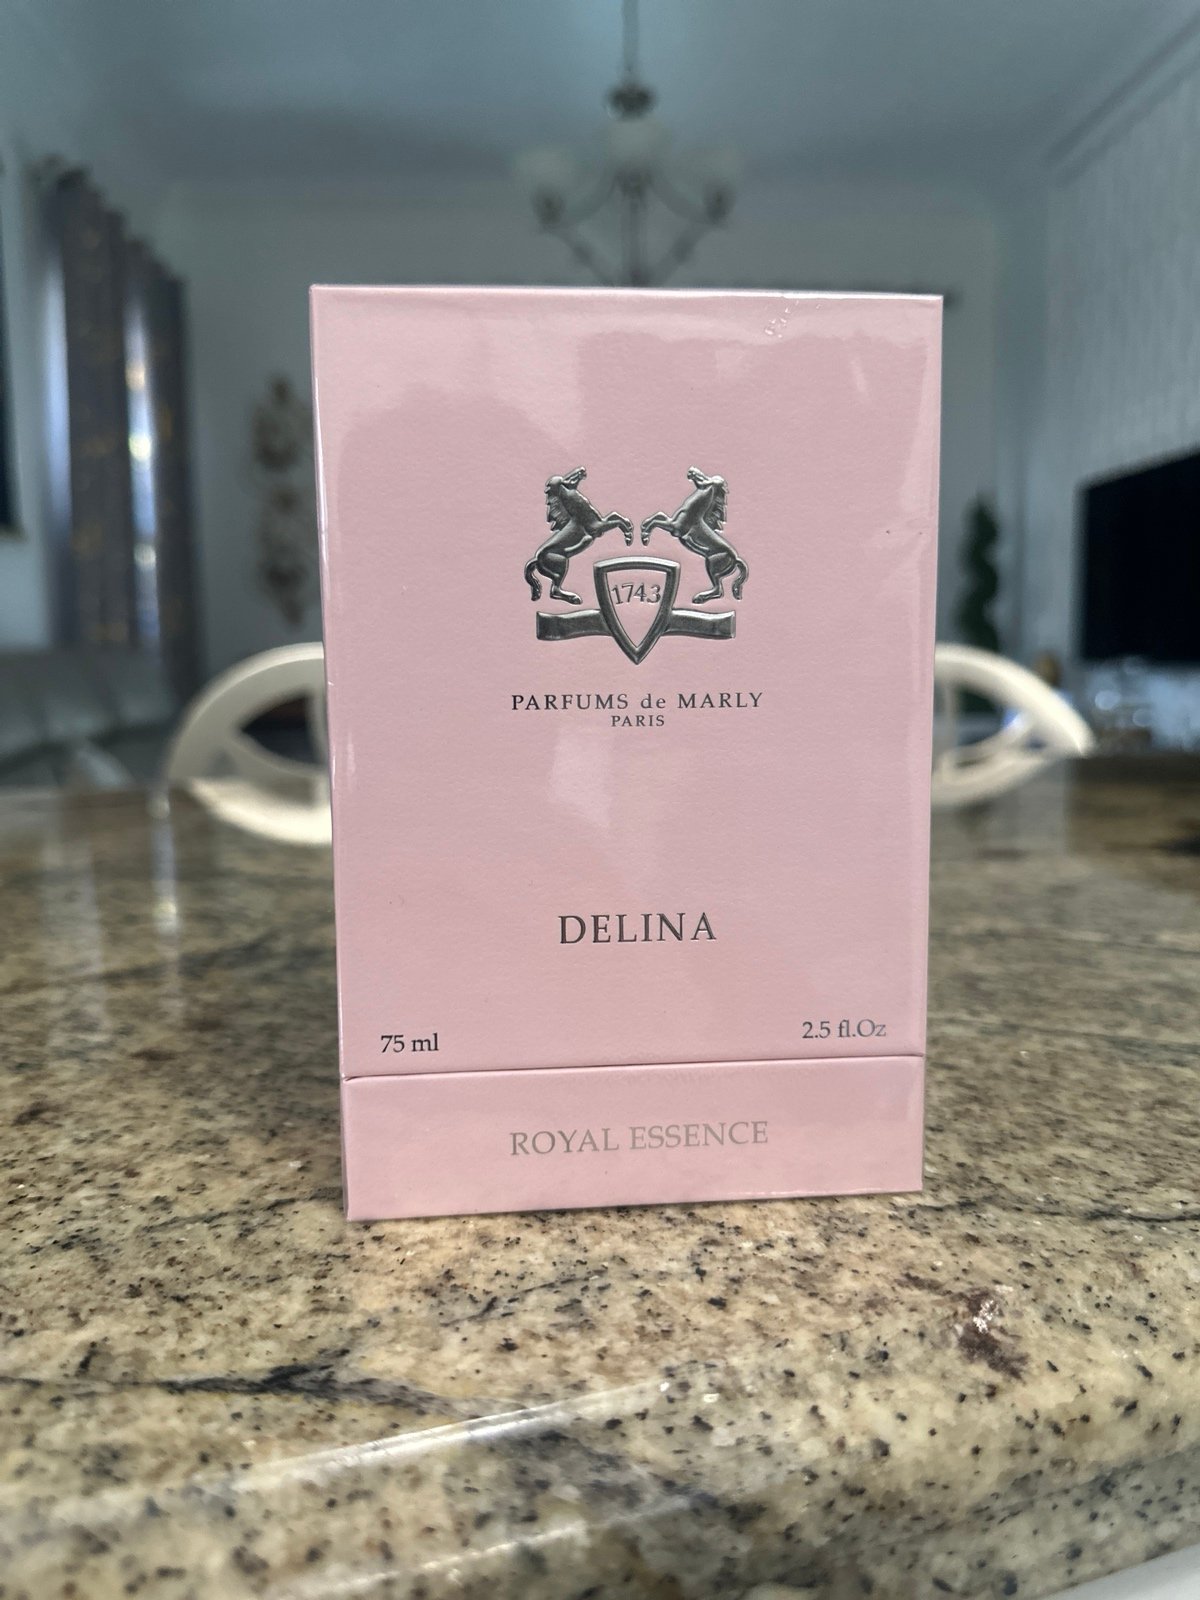 1743
PARFUMS de MARLY
PARIS
DELINA
75 ml
2.5 fl.Oz
ROYAL ESSENCE